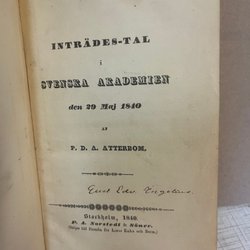 INTRÄDES-TAL
i
SVENSKA AKADEMIEN
den 29 Maj 1840
AF
P. D. A. ATTERBOM.
Stockholm, 1840.
P. A. Norstedt & Söner.